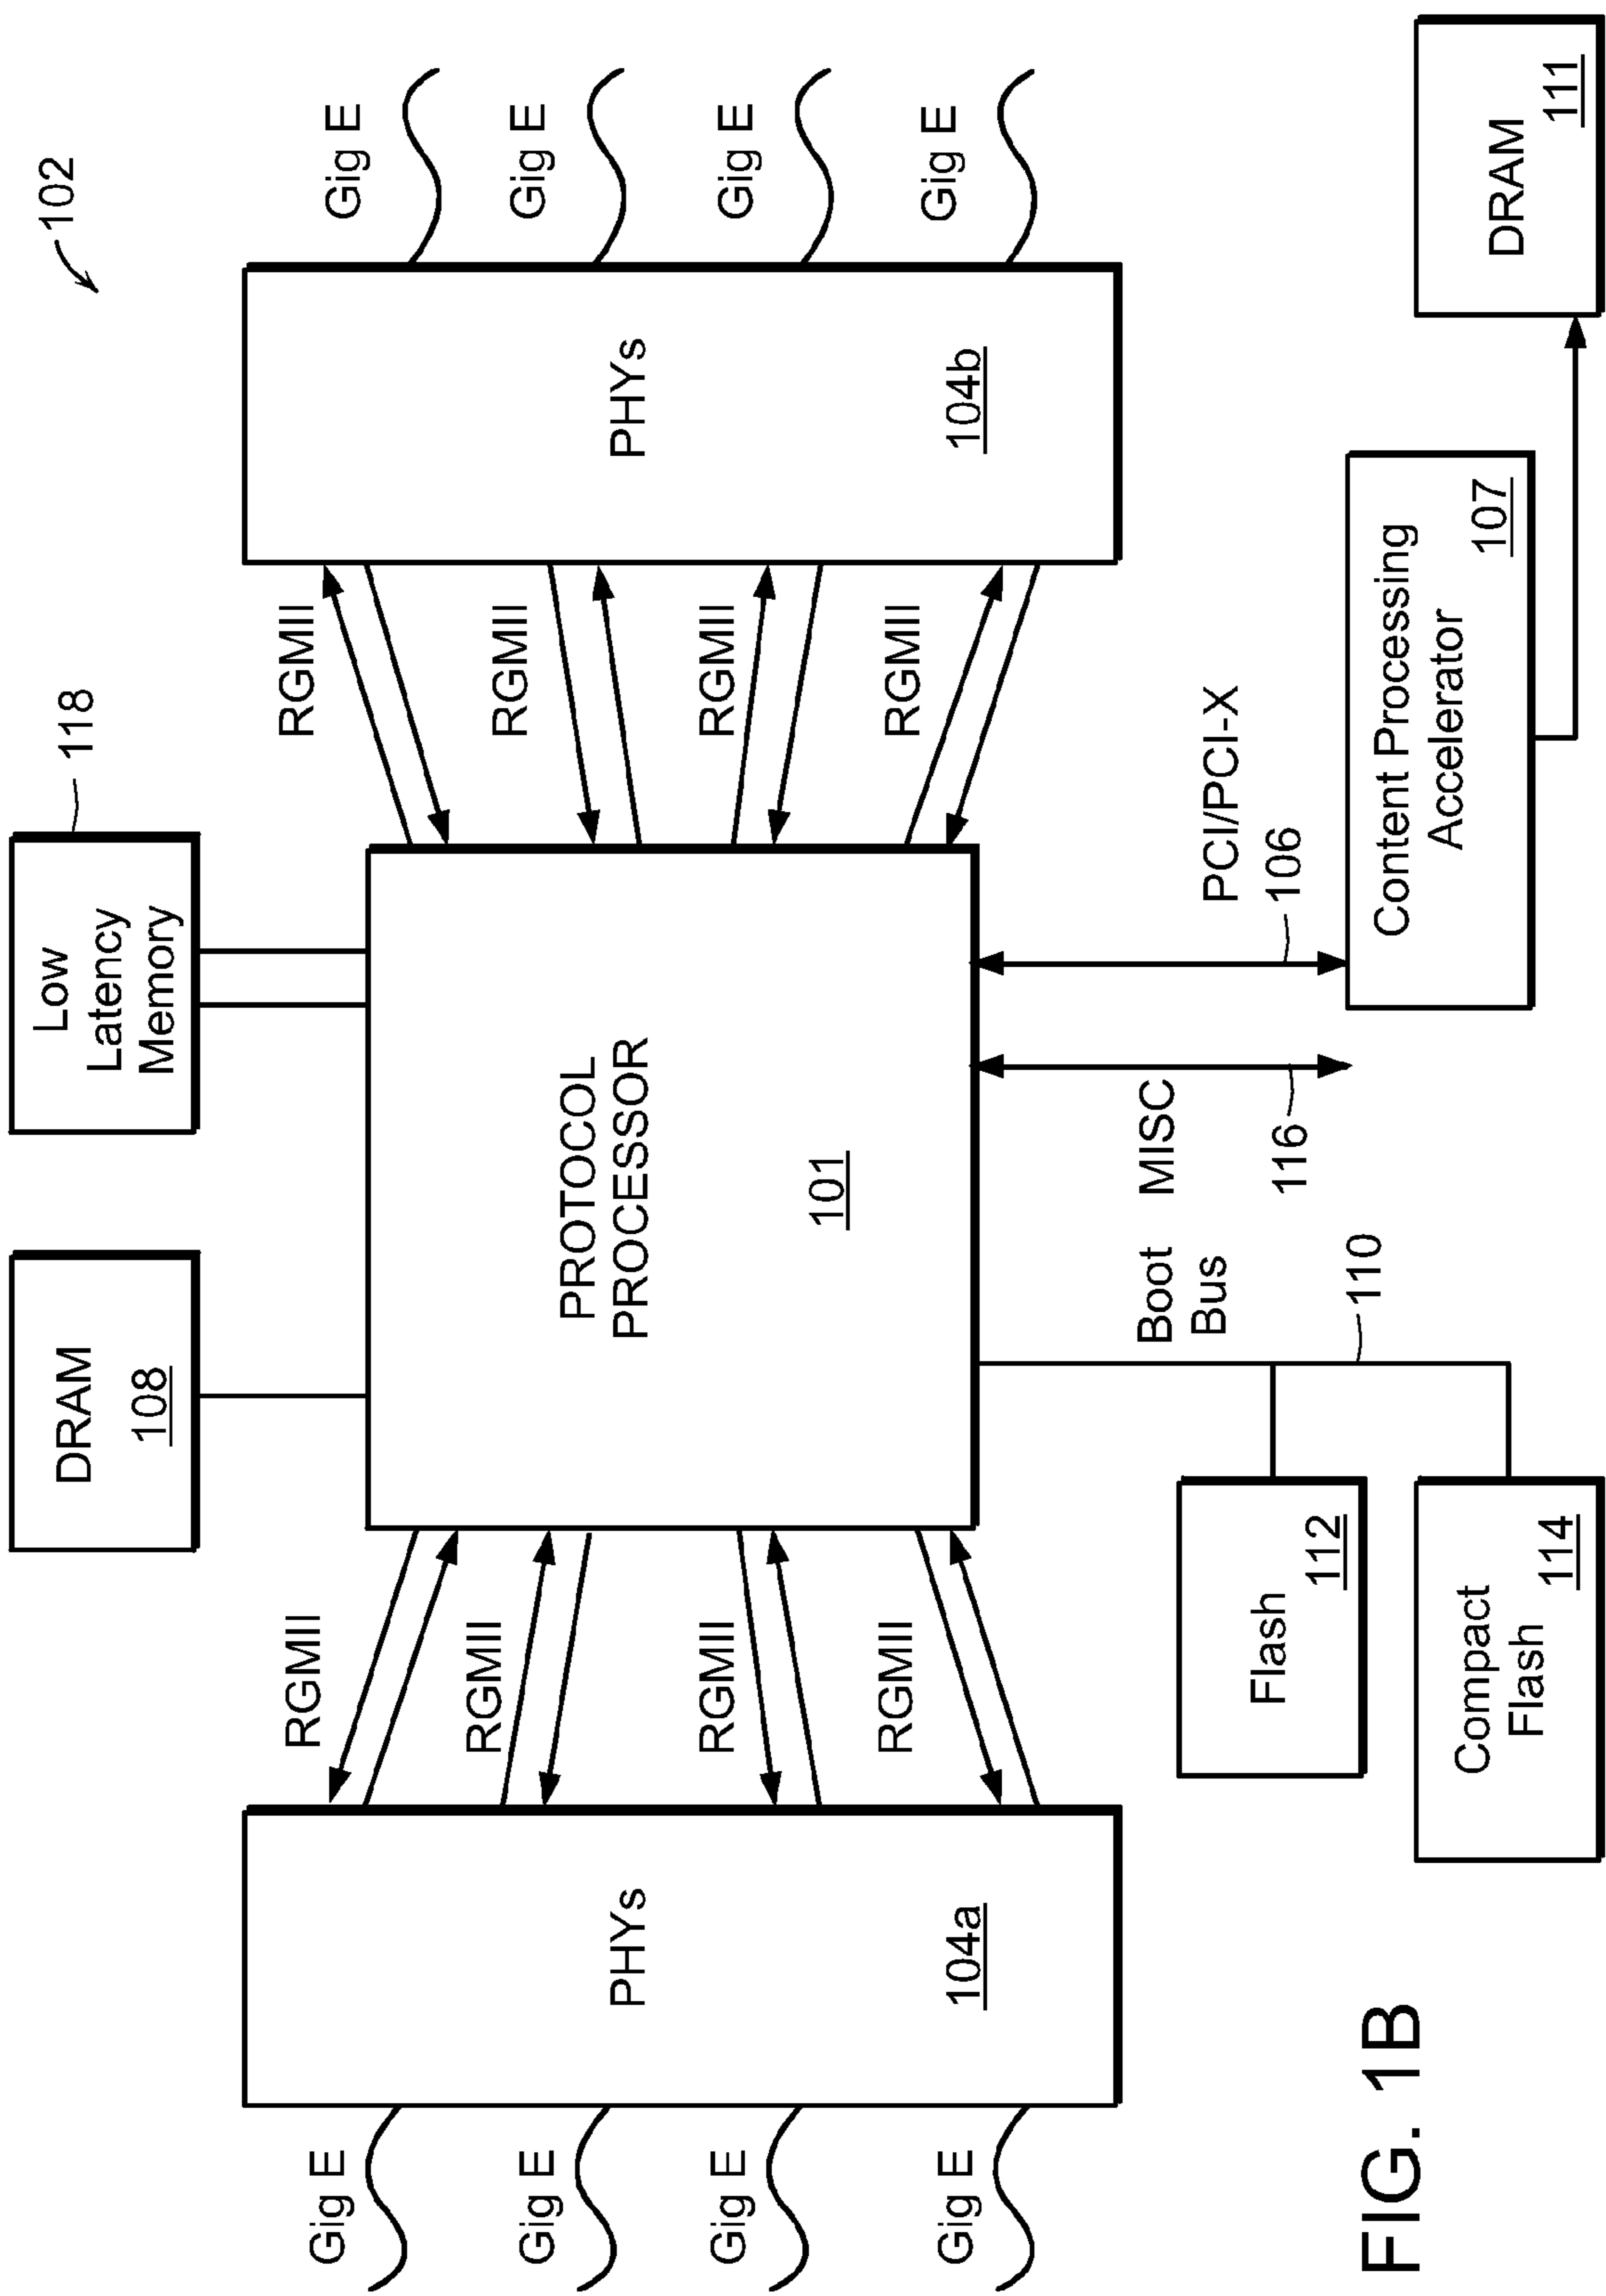 102
DRAM
108
Low
Latency
Memory
118
Gig E
Gig E
Gig E
Gig E
PHYs
104a
RGMII
RGMII
RGMII
RGMII
PROTOCOL
PROCESSOR
101
RGMII
RGMII
RGMII
RGMII
PHYs
104b
Gig E
Gig E
Gig E
Gig E
Boot
Bus
110
MISC
116
PCI/PCI-X
106
Flash
112
Compact
Flash
114
Content Processing
Accelerator
107
DRAM
111
FIG. 1B